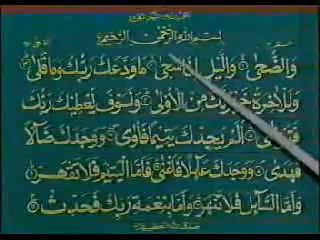 بسم الله الرحمن الرحيم
والضحى والليل إذا سجى ما ودعك ربك وما قلى
وللآخرة خير لك من الأولى ولسوف يعطيك ربك
فترضى ألم يجدك يتيما فآوى ووجدك ضالا
فهدى ووجدك عائلا فأغنى فأما اليتيم فلا تقهر
وأما السائل فلا تنهر وأما بنعمة ربك فحدث